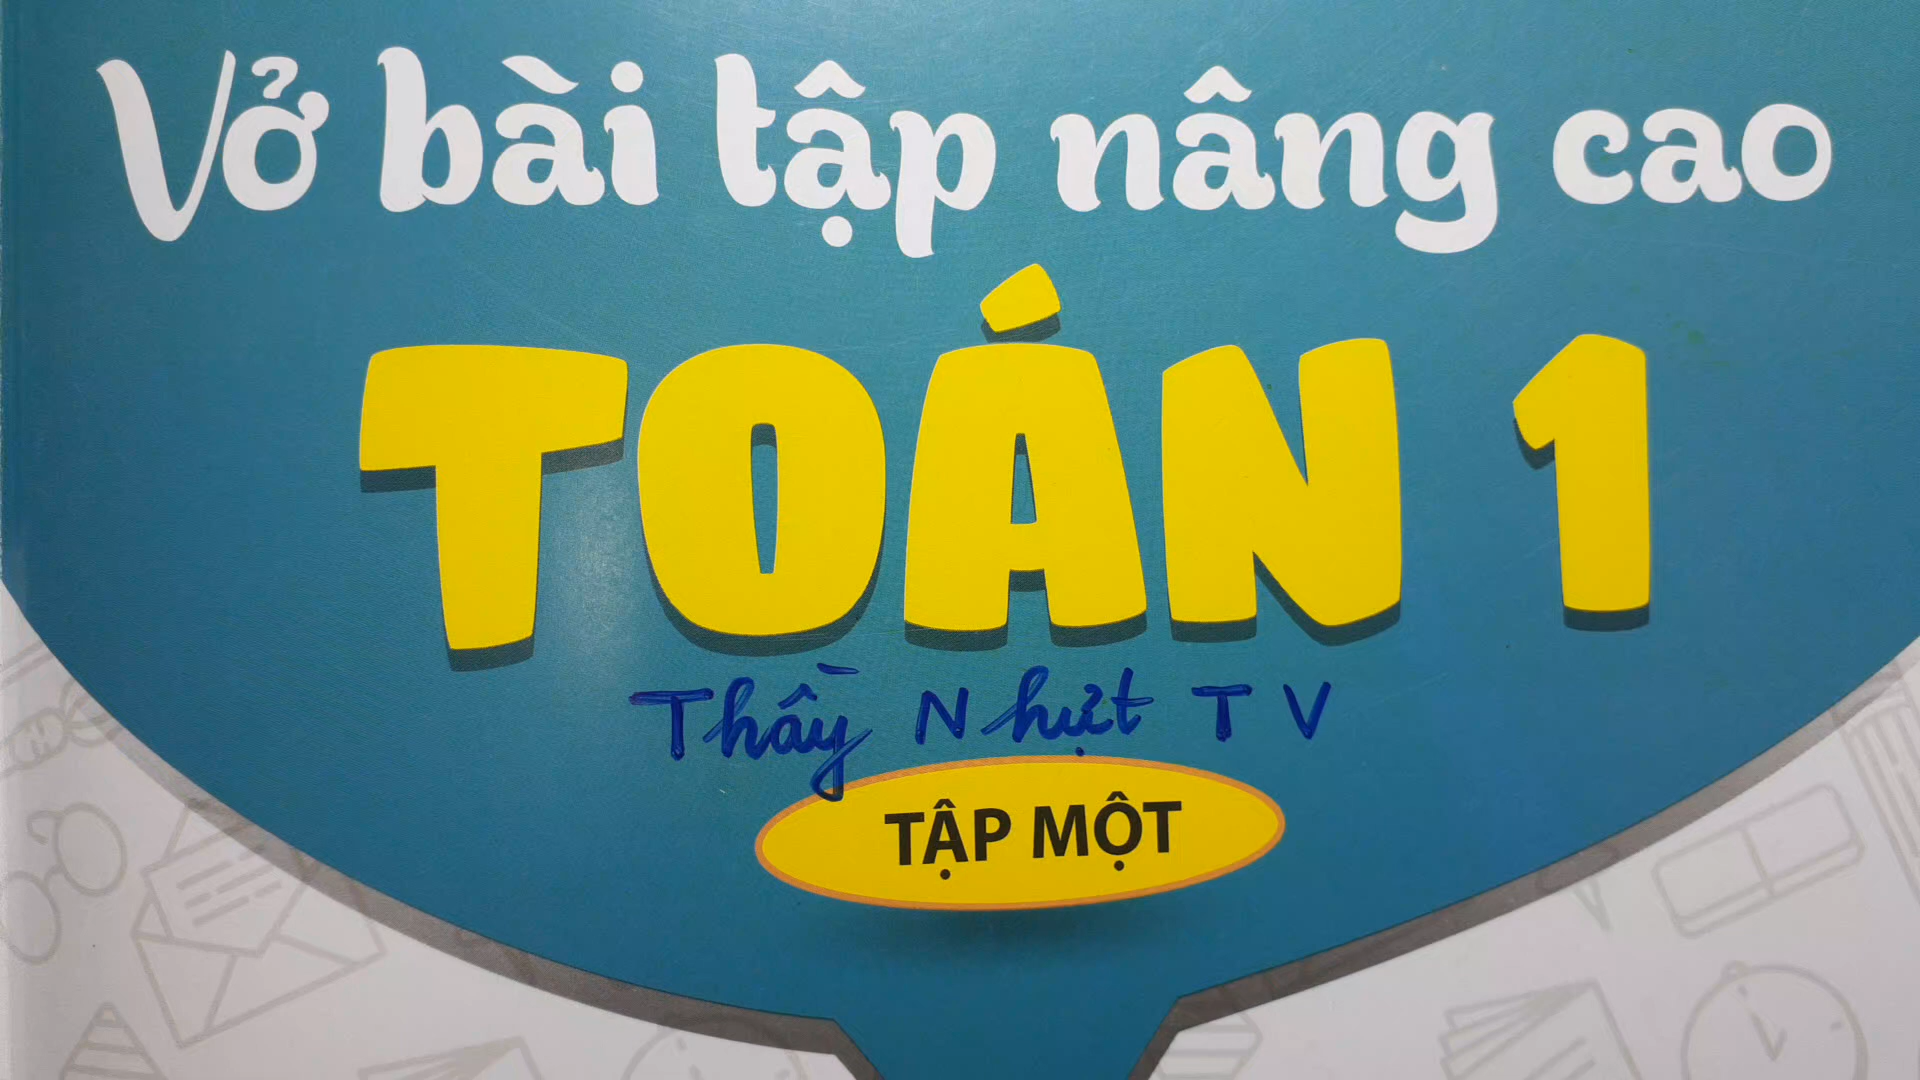 Vở bài tập nâng cao
TOÁN 1
Thầy Nhựt TV
TẬP MỘT